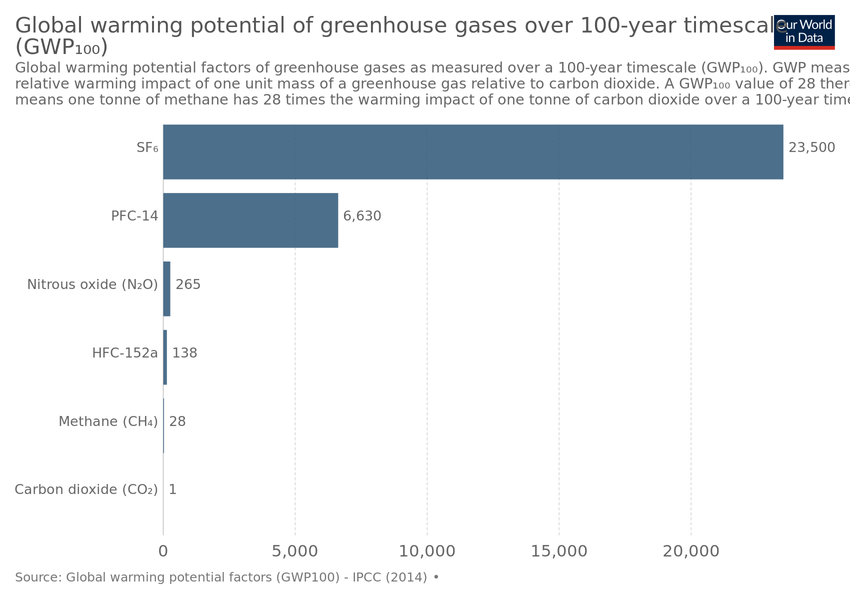 Global warming potential of greenhouse gases over 100-year timescale
(GWP₁₀₀)
Our World
in Data
Global warming potential factors of greenhouse gases as measured over a 100-year timescale (GWP₁₀₀). GWP
relative warming impact of one unit mass of a greenhouse gas relative to carbon dioxide. A GWP₁₀₀ value of 28
means one tonne of methane has 28 times the warming impact of one tonne of carbon dioxide over a 100-year
SF₆ 23,500
PFC-14 6,630
Nitrous oxide (N₂O) 265
HFC-152a 138
Methane (CH₄) 28
Carbon dioxide (CO₂) 1
0 5,000 10,000 15,000 20,000
Source: Global warming potential factors (GWP100) - IPCC (2014) •